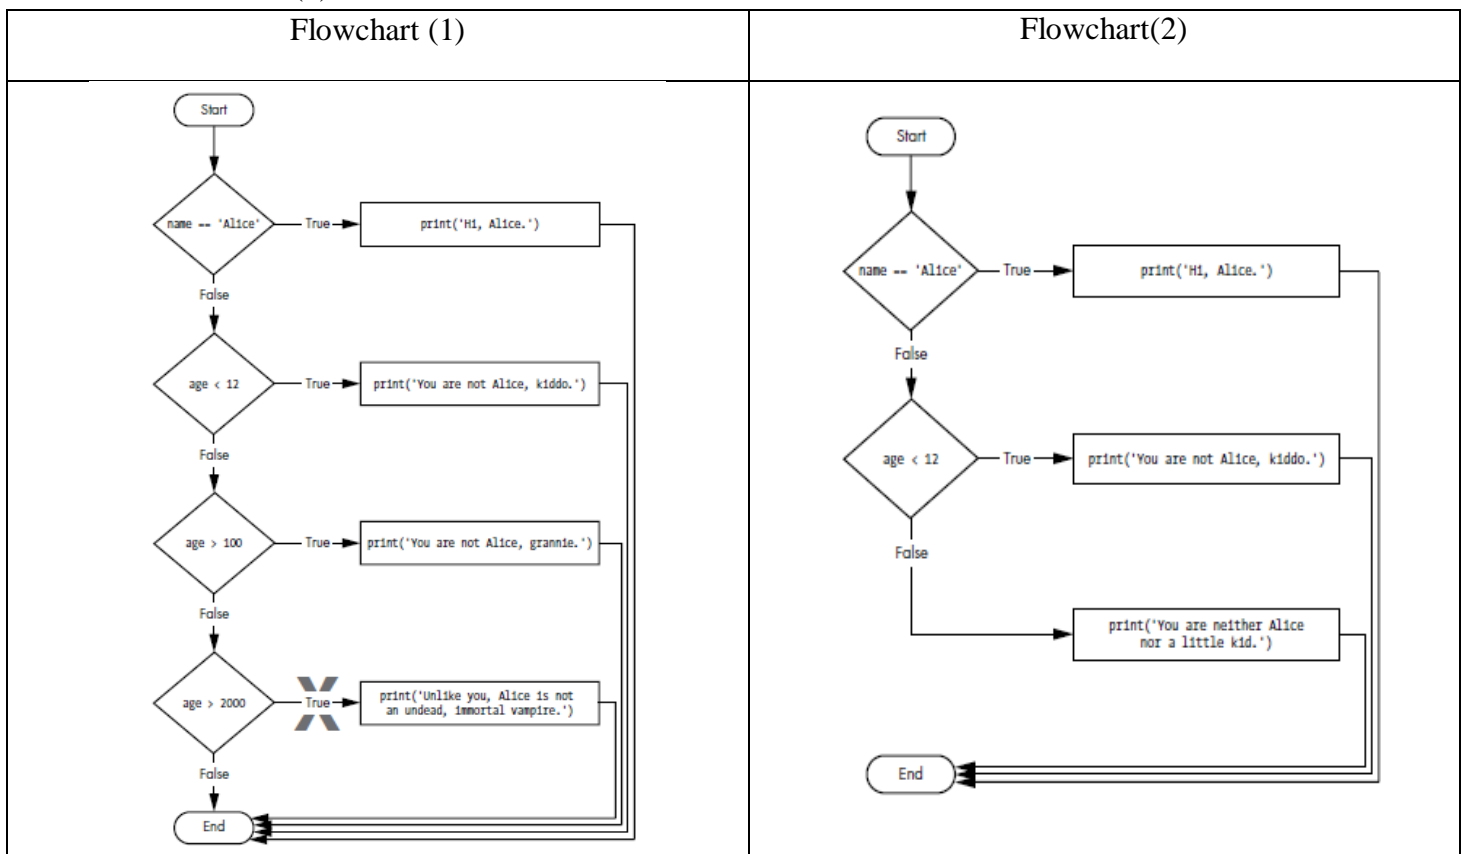 Flowchart (1)
Flowchart(2)
Start
name == 'Alice'
True
print('Hi, Alice.')
False
age < 12
True
print('You are not Alice, kiddo.')
False
age > 100
True
print('You are not Alice, grannie.')
False
age > 2000
True
print('Unlike you, Alice is not
an undead, immortal vampire.')
False
End
Start
name == 'Alice'
True
print('Hi, Alice.')
False
age < 12
True
print('You are not Alice, kiddo.')
False
print('You are neither Alice
nor a little kid.')
End